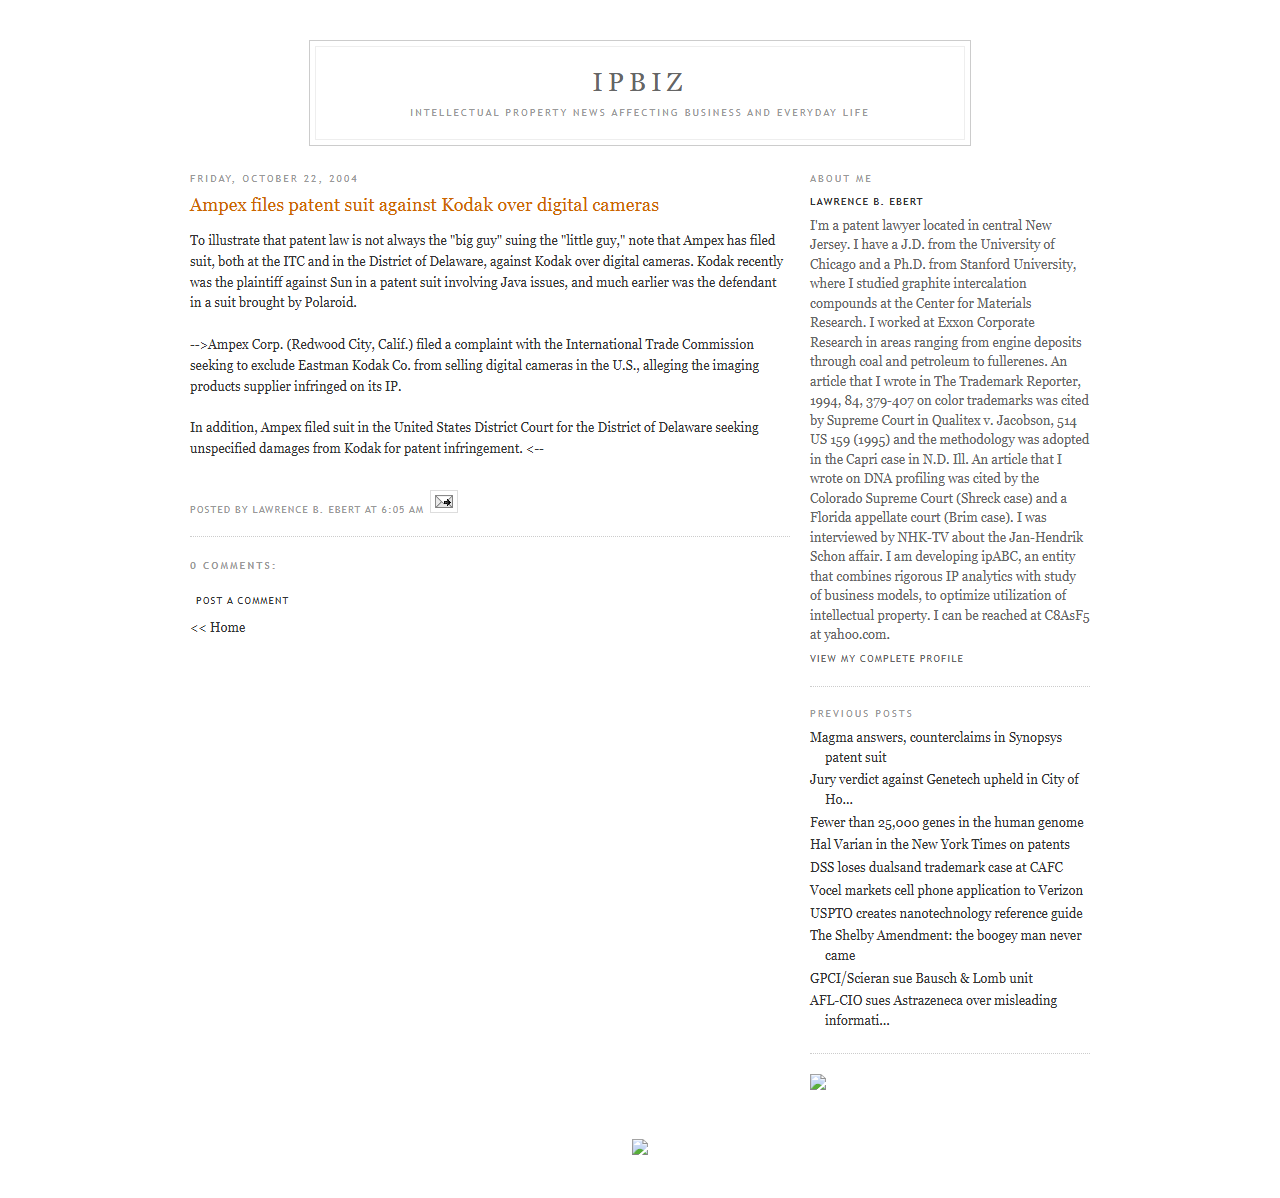 IPBIZ
INTELLECTUAL PROPERTY NEWS AFFECTING BUSINESS AND EVERYDAY LIFE
FRIDAY, OCTOBER 22, 2004
Ampex files patent suit against Kodak over digital cameras
To illustrate that patent law is not always the "big guy" suing the "little guy," note that Ampex has filed
suit, both at the ITC and in the District of Delaware, against Kodak over digital cameras. Kodak recently
was the plaintiff against Sun in a patent suit involving Java issues, and much earlier was the defendant
in a suit brought by Polaroid.
-->Ampex Corp. (Redwood City, Calif.) filed a complaint with the International Trade Commission
seeking to exclude Eastman Kodak Co. from selling digital cameras in the U.S., alleging the imaging
products supplier infringed on its IP.
In addition, Ampex filed suit in the United States District Court for the District of Delaware seeking
unspecified damages from Kodak for patent infringement. <--
POSTED BY LAWRENCE B. EBERT AT 6:05 AM
0 COMMENTS:
POST A COMMENT
<< Home
ABOUT ME
LAWRENCE B. EBERT
I'm a patent lawyer located in central New
Jersey. I have a J.D. from the University of
Chicago and a Ph.D. from Stanford University,
where I studied graphite intercalation
compounds at the Center for Materials
Research. I worked at Exxon Corporate
Research in areas ranging from engine deposits
through coal and petroleum to fullerenes. An
article that I wrote in The Trademark Reporter,
1994, 84, 379-407 on color trademarks was cited
by Supreme Court in Qualitex v. Jacobson, 514
US 159 (1995) and the methodology was adopted
in the Capri case in N.D. Ill. An article that I
wrote on DNA profiling was cited by the
Colorado Supreme Court (Shreck case) and a
Florida appellate court (Brim case). I was
interviewed by NHK-TV about the Jan-Hendrik
Schon affair. I am developing ipABC, an entity
that combines rigorous IP analytics with study
of business models, to optimize utilization of
intellectual property. I can be reached at C8AsF5
at yahoo.com.
VIEW MY COMPLETE PROFILE
PREVIOUS POSTS
Magma answers, counterclaims in Synopsys
patent suit
Jury verdict against Genetech upheld in City of
Ho...
Fewer than 25,000 genes in the human genome
Hal Varian in the New York Times on patents
DSS loses dualsand trademark case at CAFC
Vocel markets cell phone application to Verizon
USPTO creates nanotechnology reference guide
The Shelby Amendment: the boogey man never
came
GPCI/Scieran sue Bausch & Lomb unit
AFL-CIO sues Astrazeneca over misleading
informati...